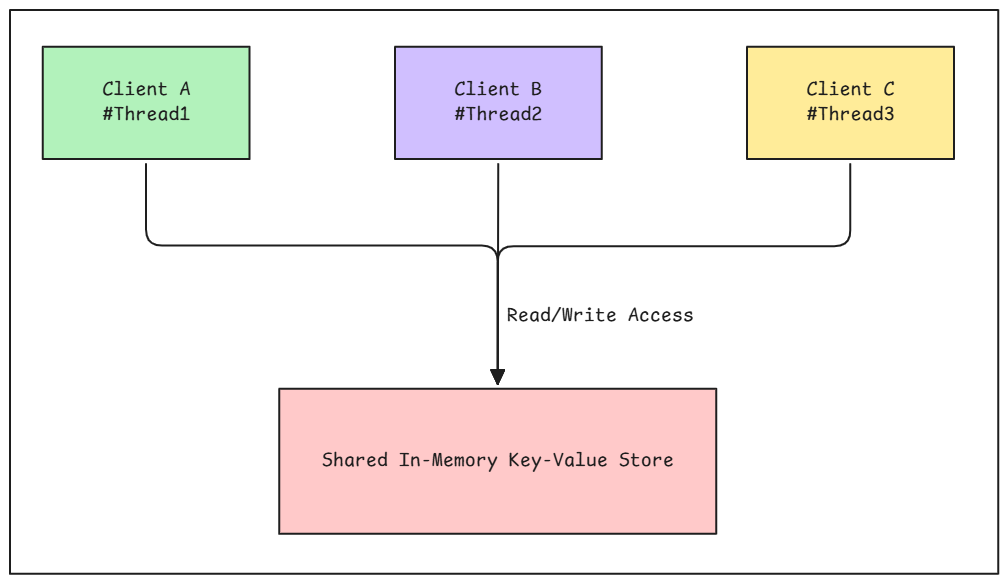 Client A
#Thread1
Client B
#Thread2
Client C
#Thread3
Read/Write Access
Shared In-Memory Key-Value Store